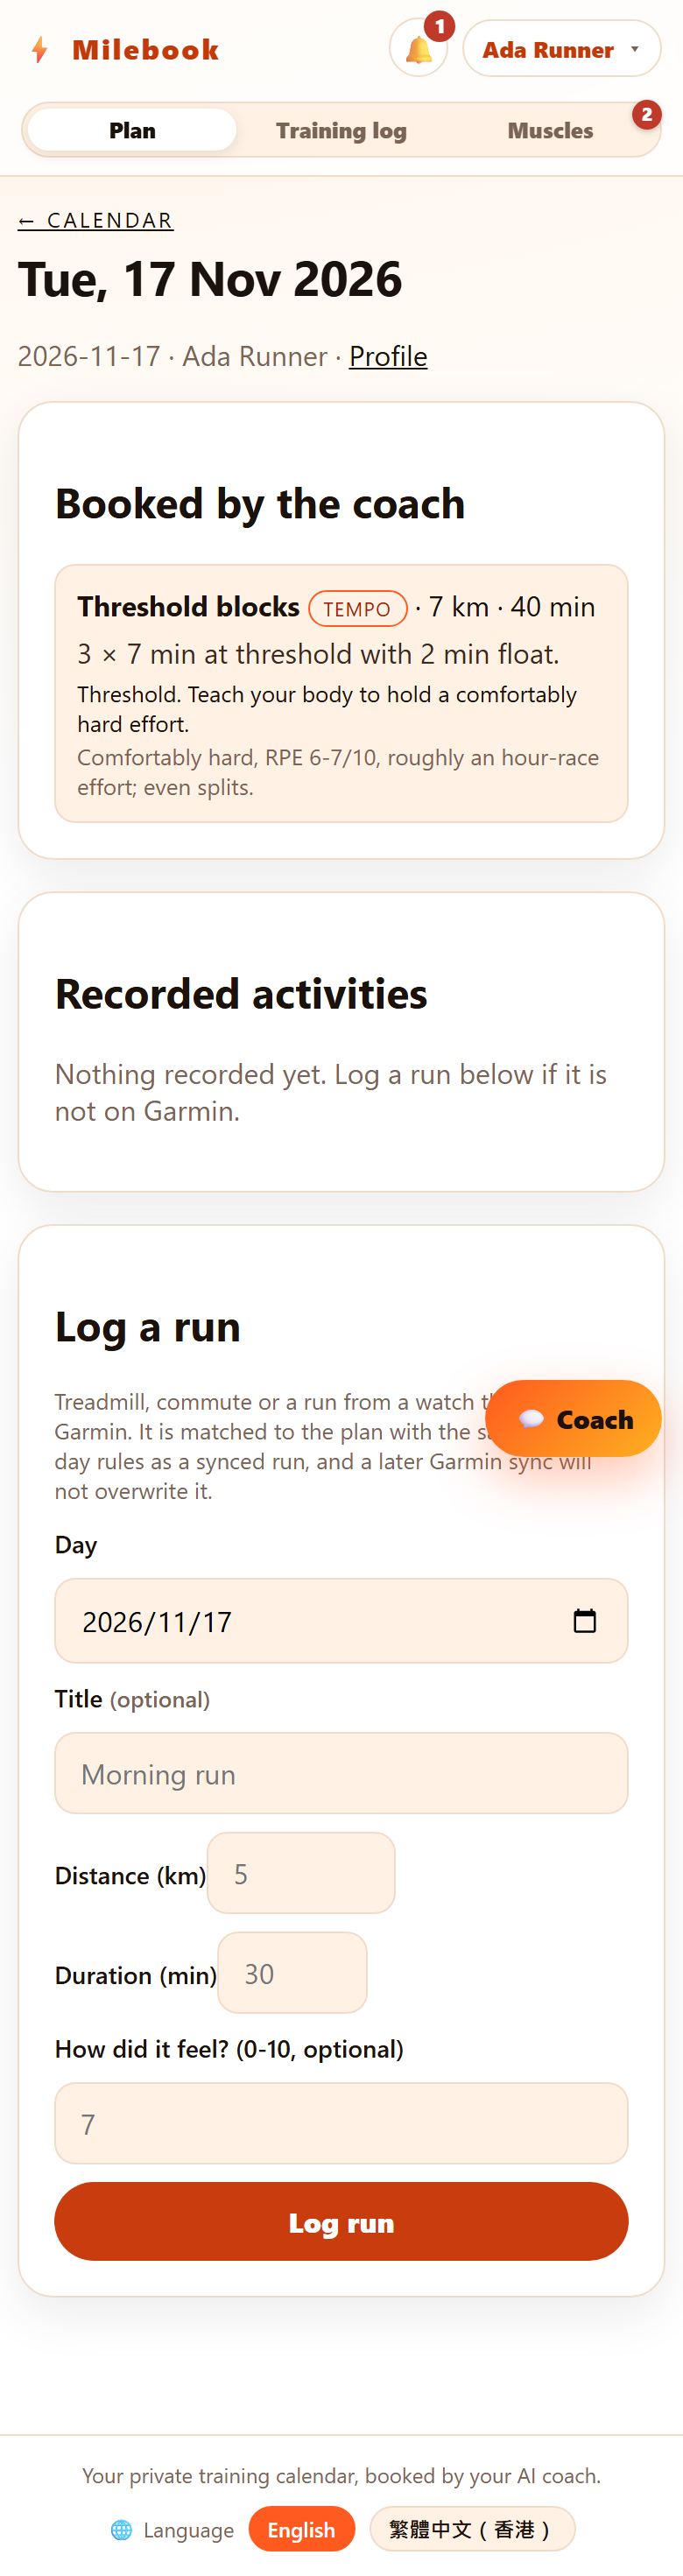 Milebook
1
Ada Runner
Plan
Training log
Muscles
2
← CALENDAR
Tue, 17 Nov 2026
2026-11-17 · Ada Runner · Profile
Booked by the coach
Threshold blocks TEMPO · 7 km · 40 min
3 × 7 min at threshold with 2 min float.
Threshold. Teach your body to hold a comfortably
hard effort.
Comfortably hard, RPE 6-7/10, roughly an hour-race
effort; even splits.
Recorded activities
Nothing recorded yet. Log a run below if it is
not on Garmin.
Log a run
Treadmill, commute or a run from a watch
Garmin. It is matched to the plan with the
day rules as a synced run, and a later Garmin sync will
not overwrite it.
Coach
Day
2026/11/17
Title (optional)
Morning run
Distance (km) 5
Duration (min) 30
How did it feel? (0-10, optional)
7
Log run
Your private training calendar, booked by your AI coach.
Language
English
繁體中文（香港）